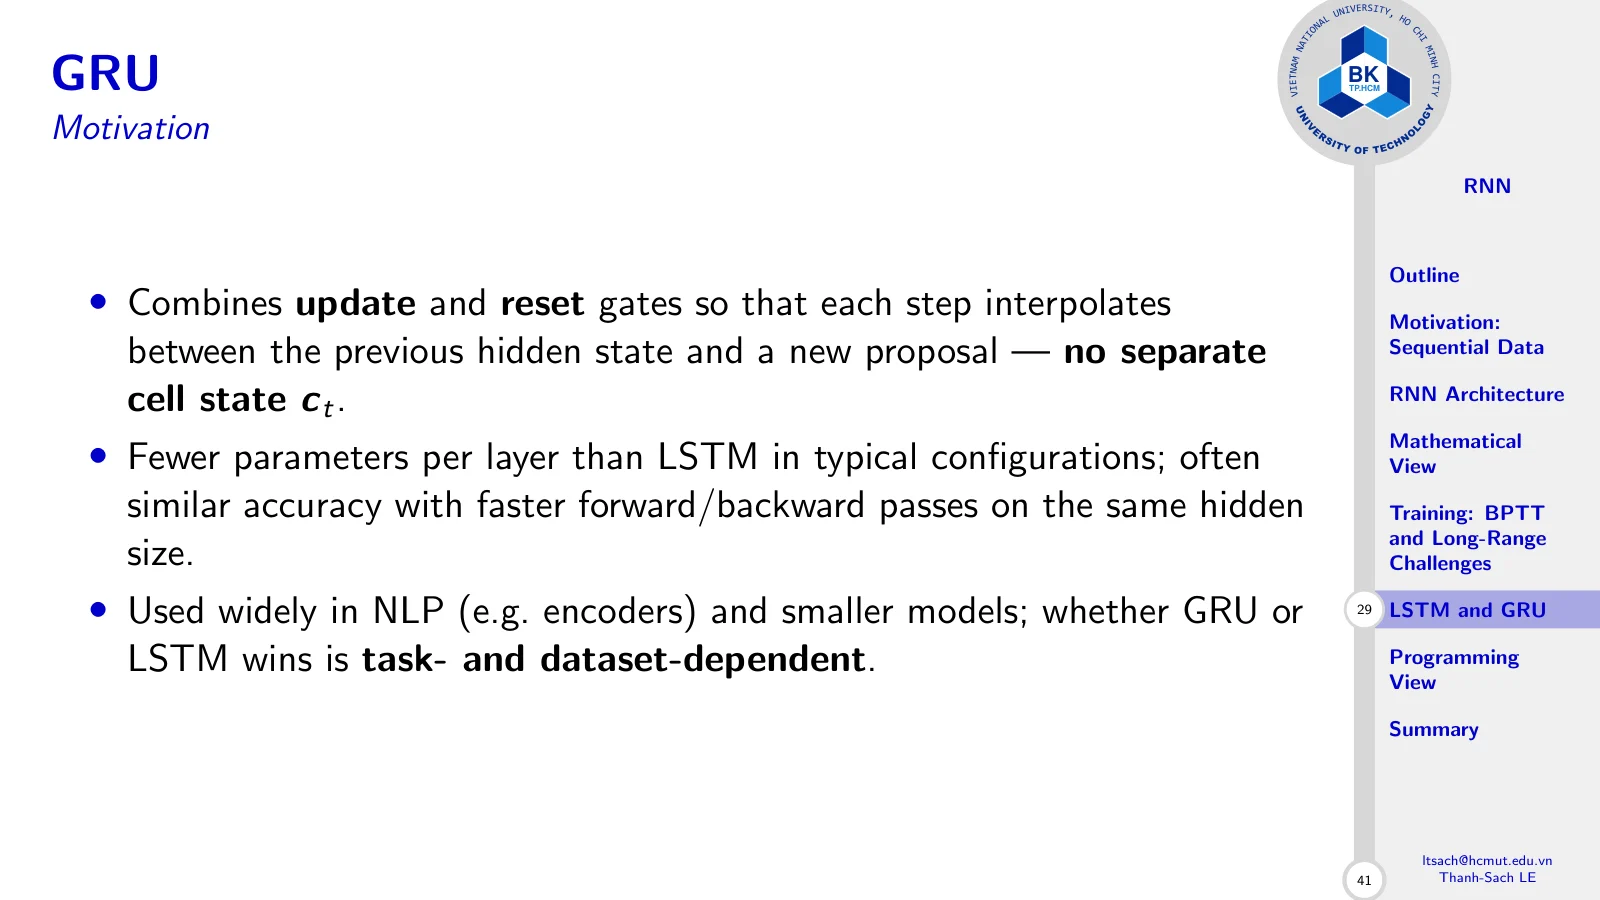 GRU
Motivation
• Combines update and reset gates so that each step interpolates
between the previous hidden state and a new proposal — no separate
cell state c_t.
• Fewer parameters per layer than LSTM in typical configurations; often
similar accuracy with faster forward/backward passes on the same hidden
size.
• Used widely in NLP (e.g. encoders) and smaller models; whether GRU or
LSTM wins is task- and dataset-dependent.
VIETNAM NATIONAL UNIVERSITY, HO CHI MINH CITY
BK
TP.HCM
UNIVERSITY OF TECHNOLOGY
RNN
Outline
Motivation:
Sequential Data
RNN Architecture
Mathematical
View
Training: BPTT
and Long-Range
Challenges
29
LSTM and GRU
Programming
View
Summary
41
ltsach@hcmut.edu.vn
Thanh-Sach LE